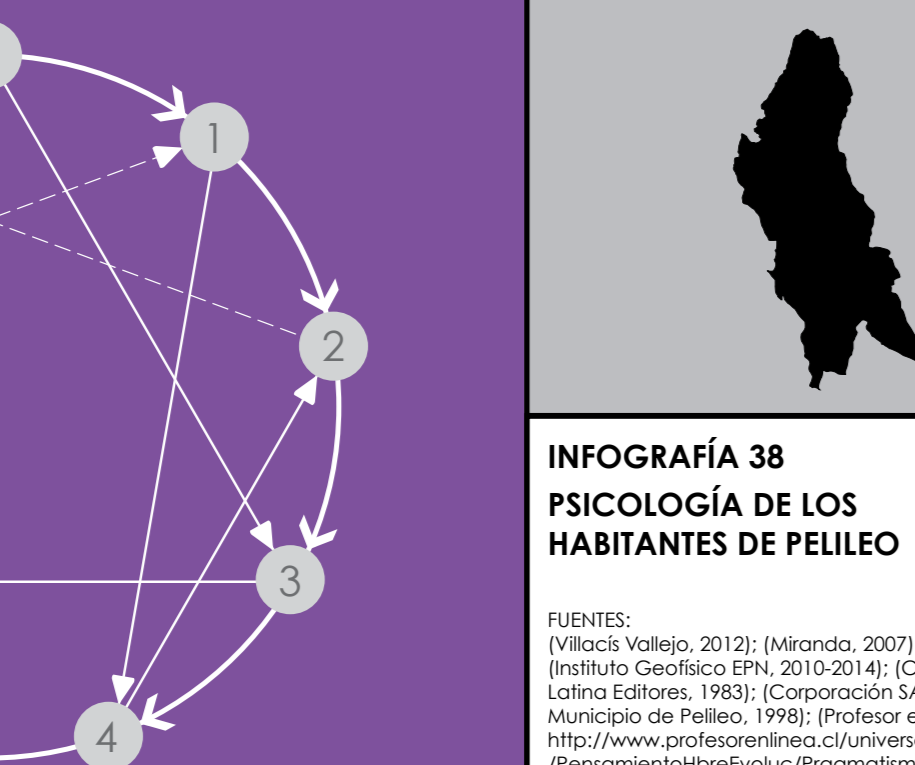 1
2
3
4
INFOGRAFÍA 38
PSICOLOGÍA DE LOS
HABITANTES DE PELILEO
FUENTES:
(Villacís Vallejo, 2012); (Miranda, 2007)
(Instituto Geofísico EPN, 2010-2014); (C
Latina Editores, 1983); (Corporación SA
Municipio de Pelileo, 1998); (Profesor e
http://www.profesorenlinea.cl/univers
/PensamientoHbreEvoluc/Pragmatism